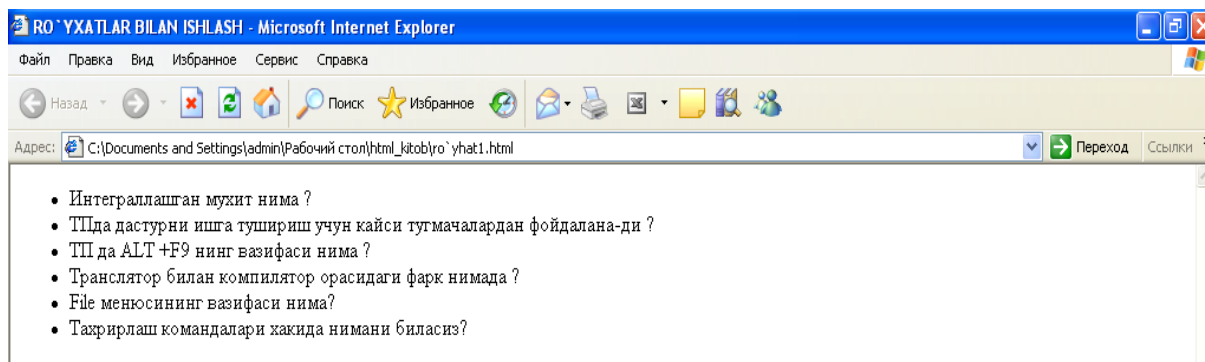 RO`YXATLAR BILAN ISHLASH - Microsoft Internet Explorer
Файл Правка Вид Избранное Сервис Справка
Назад Поиск Избранное
Адрес: C:\Documents and Settings\admin\Рабочий стол\html_kitob\ro`yhat1.html Переход Ссылки
• Интеграллашган мухит нима ?
• ТПда дастурни ишга тушириш учун кайси тугмачалардан фойдалана-ди ?
• ТП да ALT +F9 нинг вазифаси нима ?
• Транслятор билан компилятор орасидаги фарк нимада ?
• File менюсининг вазифаси нима?
• Тахрирлаш командалари хакида нимани биласиз?